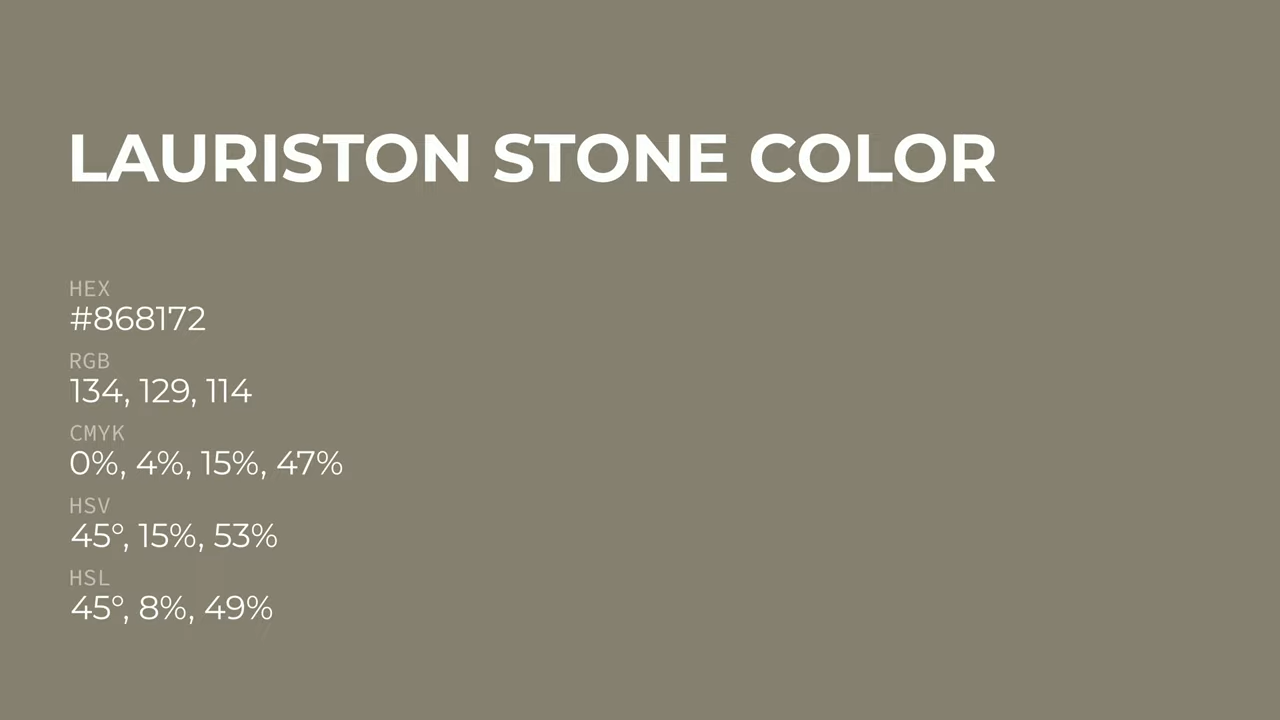 LAURISTON STONE COLOR
HEX
#868172
RGB
134, 129, 114
CMYK
0%, 4%, 15%, 47%
HSV
45°, 15%, 53%
HSL
45°, 8%, 49%